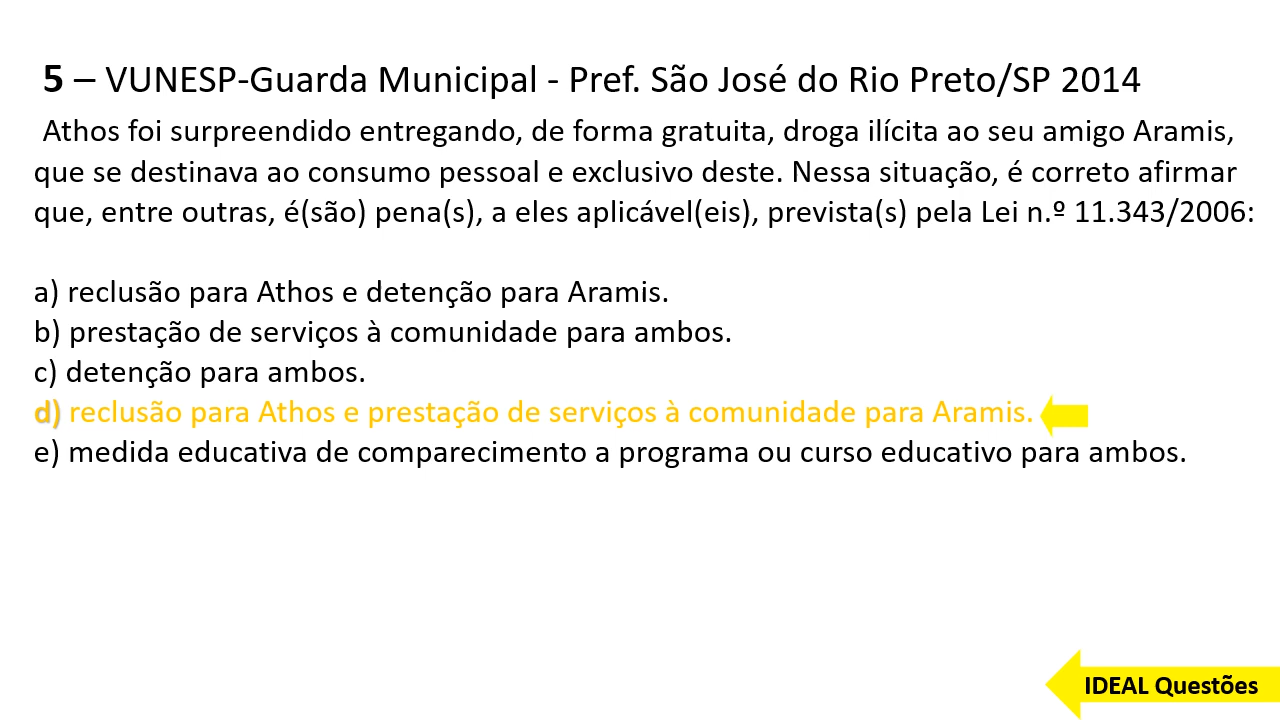 5 – VUNESP-Guarda Municipal - Pref. São José do Rio Preto/SP 2014
Athos foi surpreendido entregando, de forma gratuita, droga ilícita ao seu amigo Aramis,
que se destinava ao consumo pessoal e exclusivo deste. Nessa situação, é correto afirmar
que, entre outras, é(são) pena(s), a eles aplicável(eis), prevista(s) pela Lei n.º 11.343/2006:
a) reclusão para Athos e detenção para Aramis.
b) prestação de serviços à comunidade para ambos.
c) detenção para ambos.
d) reclusão para Athos e prestação de serviços à comunidade para Aramis.
e) medida educativa de comparecimento a programa ou curso educativo para ambos.
IDEAL Questões